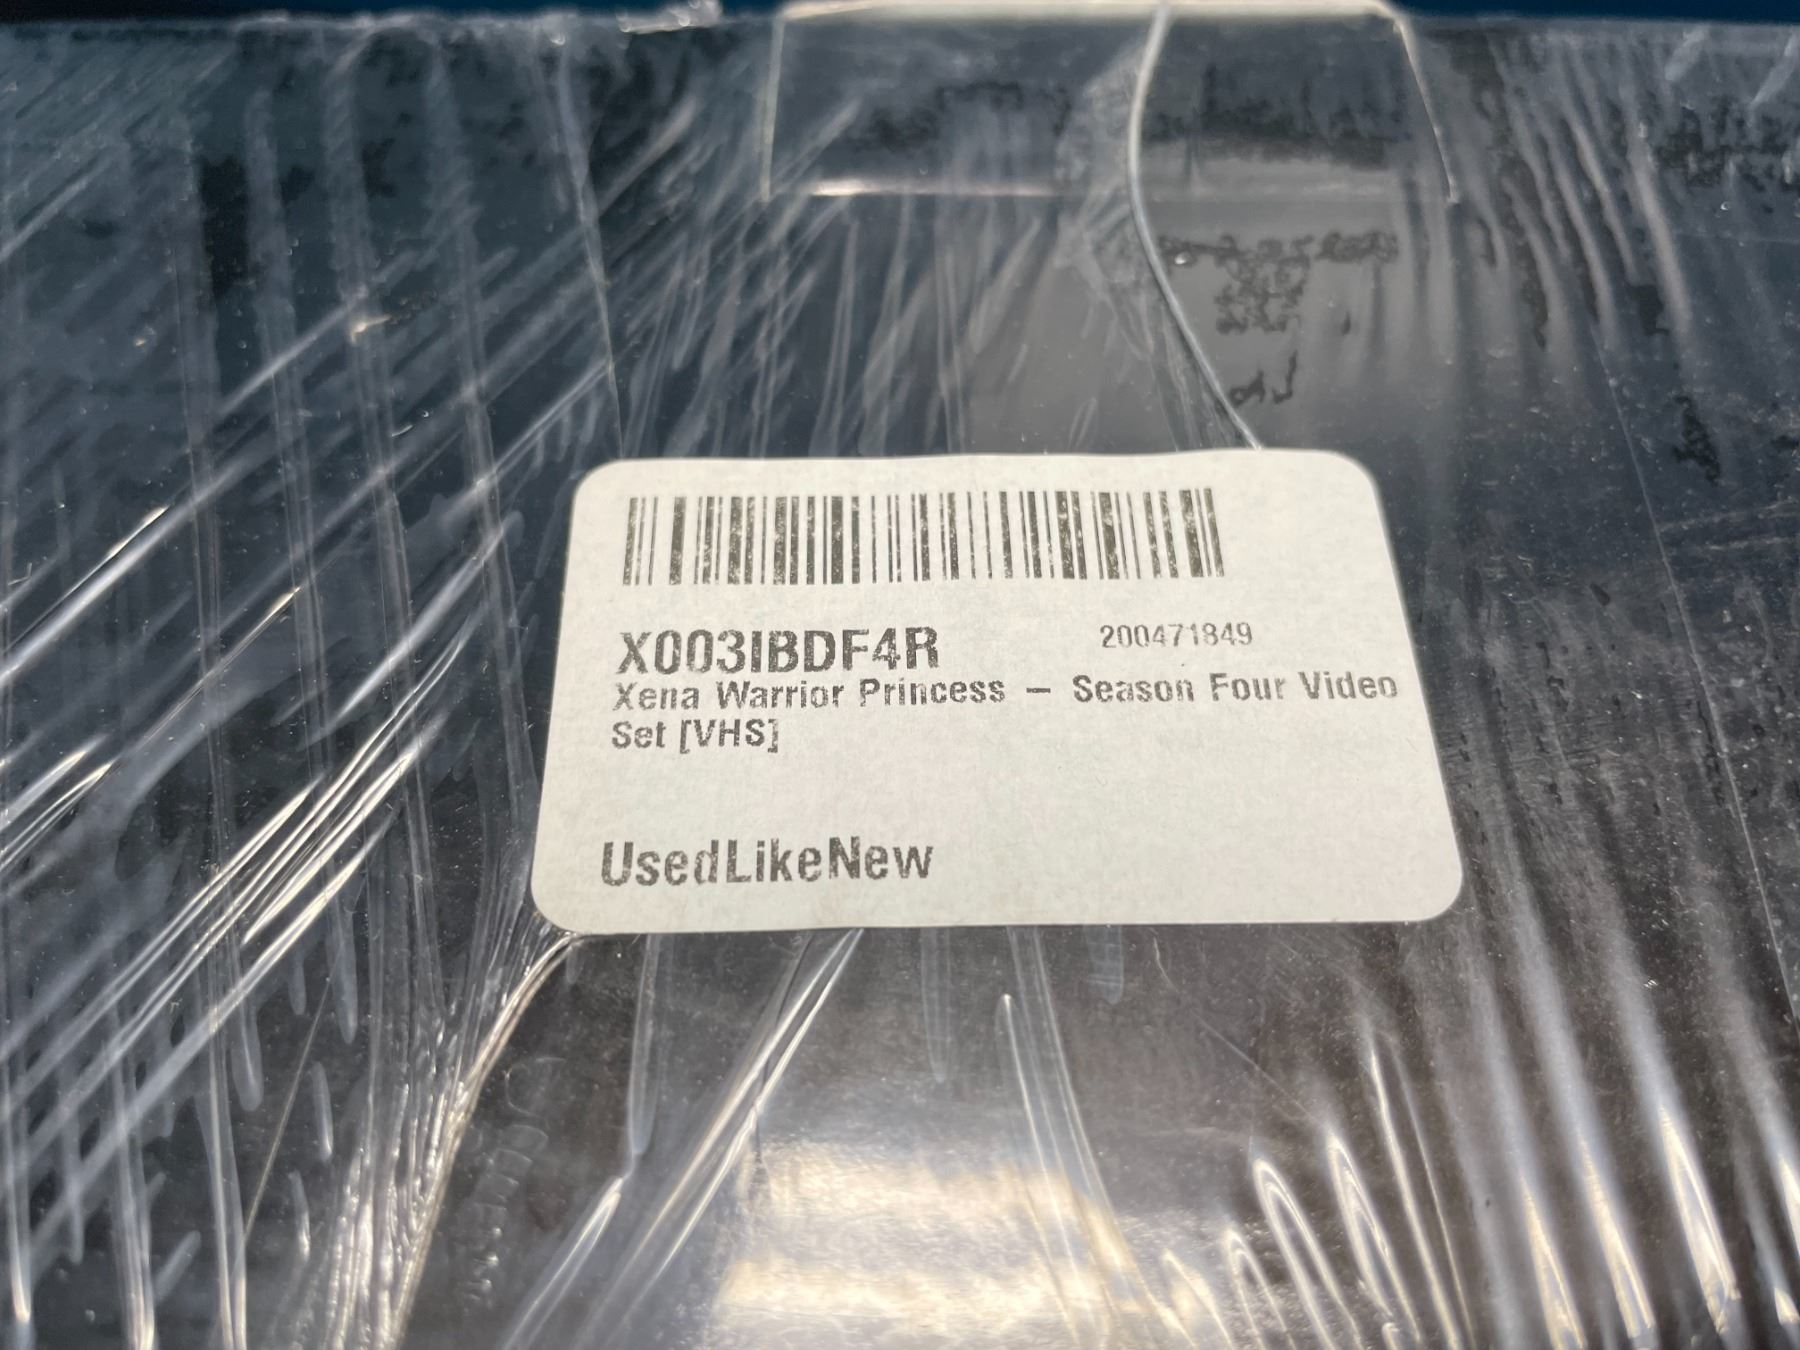 X003IBDF4R
200471849
Xena Warrior Princess — Season Four Video
Set [VHS]
UsedLikeNew